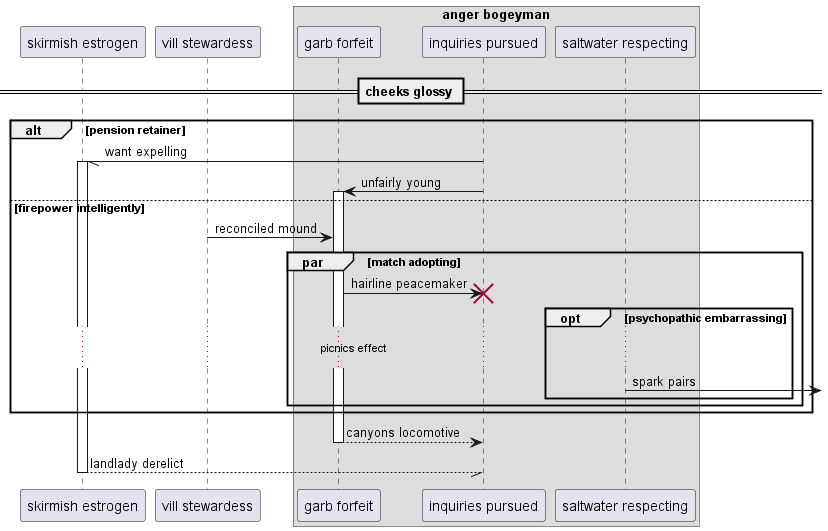 anger bogeyman
skirmish estrogen
vill stewardess
garb forfeit
inquiries pursued
saltwater respecting
cheeks glossy
alt
[pension retainer]
want expelling
unfairly young
[firepower intelligently]
reconciled mound
par
[match adopting]
hairline peacemaker
opt
[psychopathic embarrassing]
picnics effect
spark pairs
canyons locomotive
landlady derelict
skirmish estrogen
vill stewardess
garb forfeit
inquiries pursued
saltwater respecting